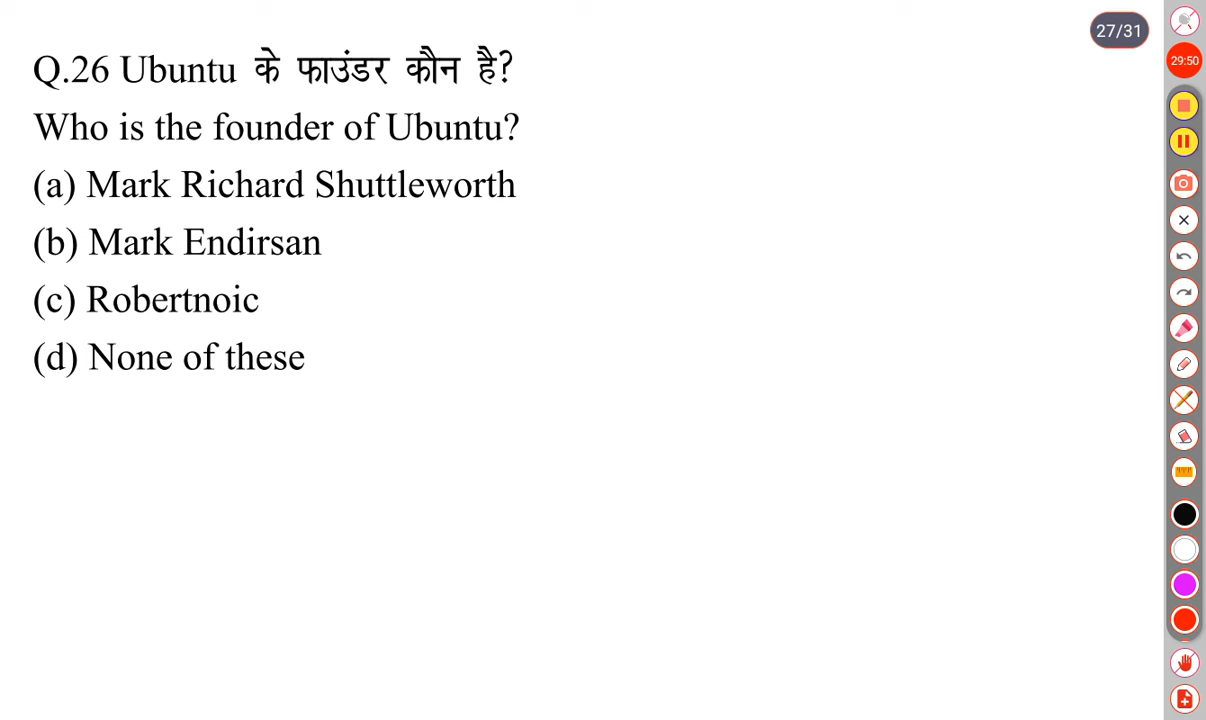 27/31
29:50
Q.26 Ubuntu के फाउंडर कौन है?
Who is the founder of Ubuntu?
(a) Mark Richard Shuttleworth
(b) Mark Endirsan
(c) Robertnoic
(d) None of these